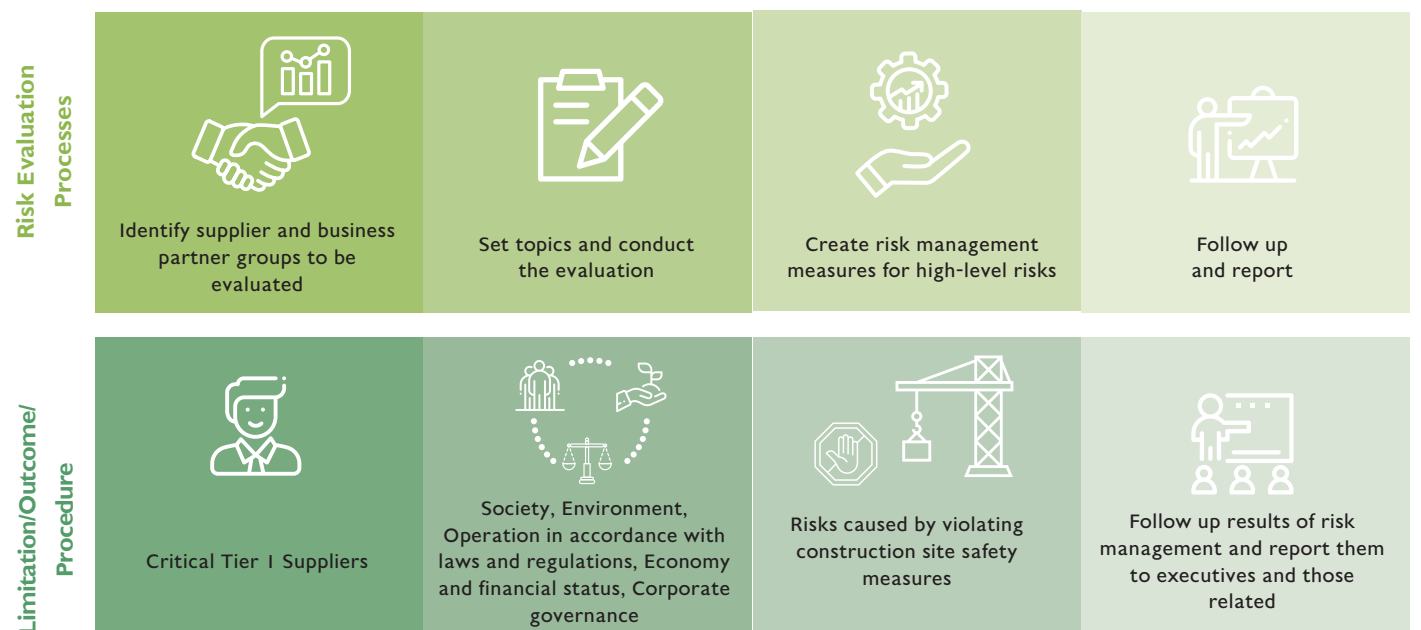 Risk Evaluation
Processes
Identify supplier and business
partner groups to be
evaluated
Set topics and conduct
the evaluation
Create risk management
measures for high-level risks
Follow up
and report
Limitation/Outcome/
Procedure
Critical Tier 1 Suppliers
Society, Environment,
Operation in accordance with
laws and regulations, Economy
and financial status, Corporate
governance
Risks caused by violating
construction site safety
measures
Follow up results of risk
management and report them
to executives and those
related